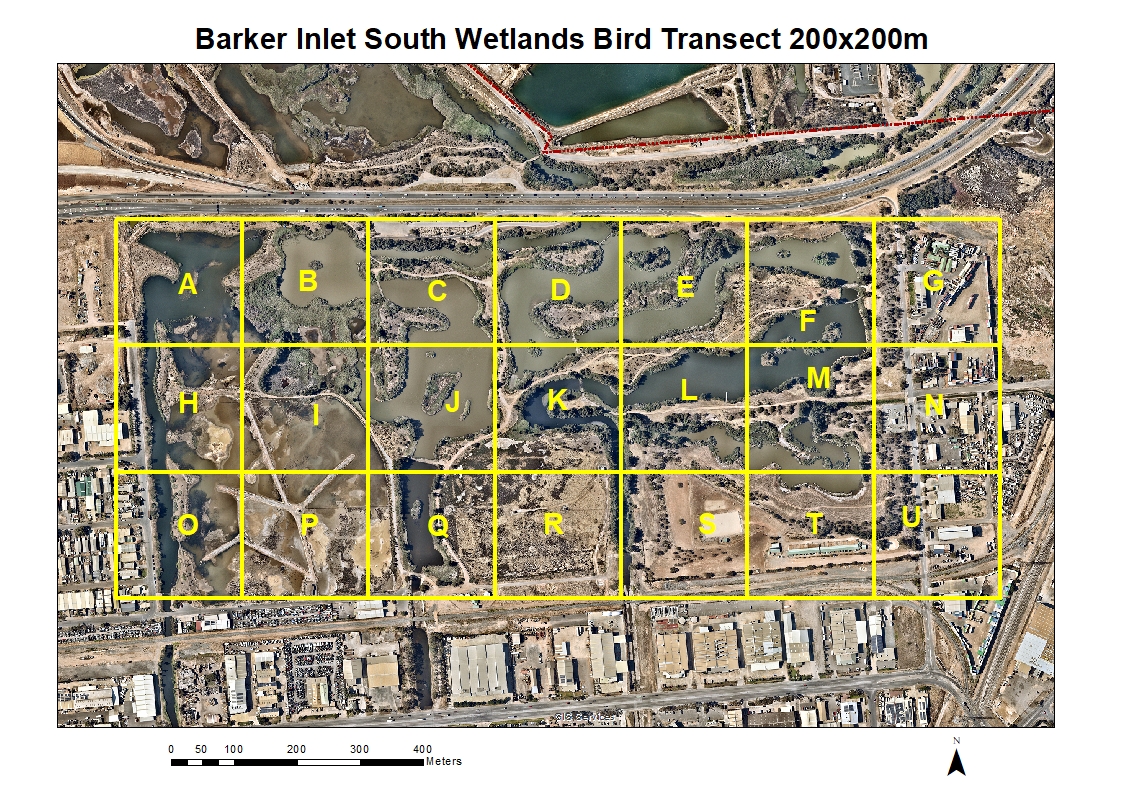 Barker Inlet South Wetlands Bird Transect 200x200m
A B C D E F G
H I J K L M N
O P Q R S T U
GIS Services
0 50 100 200 300 400
Meters
N